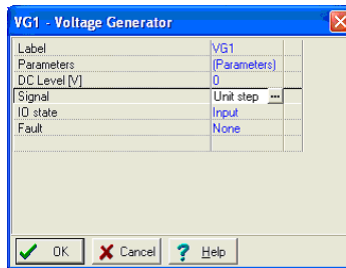 VG1 - Voltage Generator
Label VG1
Parameters (Parameters)
DC Level [V] 0
Signal Unit step ...
IO state Input
Fault None
OK Cancel ? Help